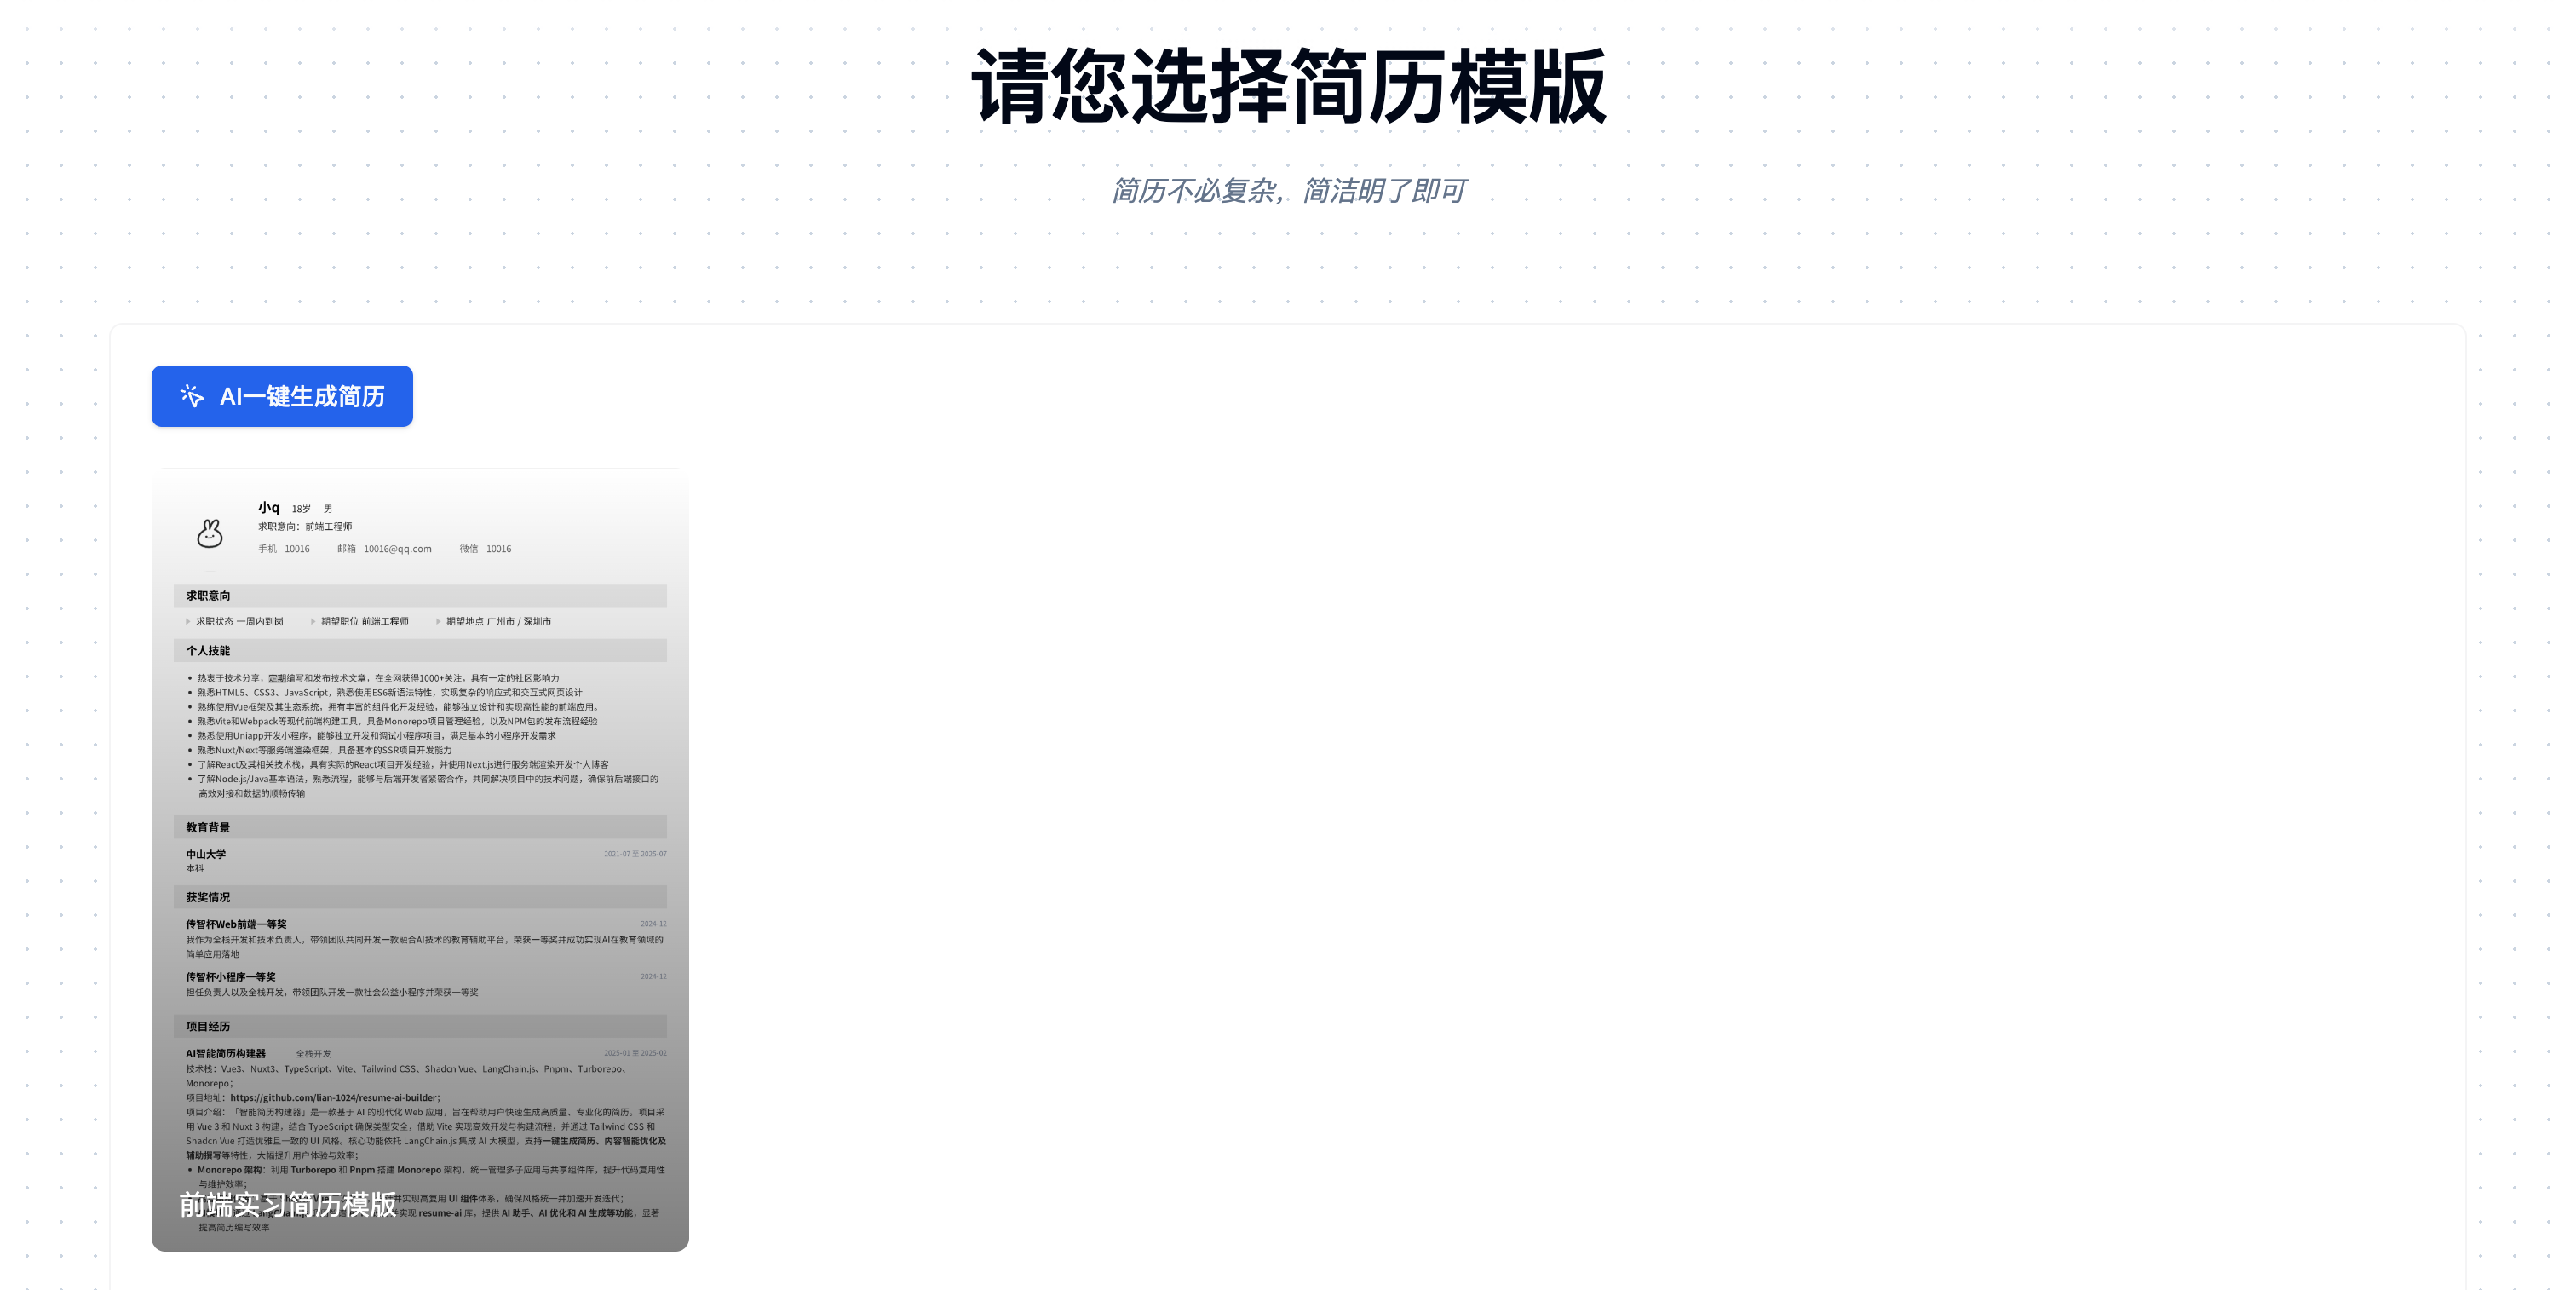 请您选择简历模版
简历不必复杂，简洁明了即可
AI一键生成简历
小q 18岁 男
求职意向：前端工程师
手机 10016 邮箱 10016@qq.com 微信 10016
求职意向
求职状态 一周内到岗 期望职位 前端工程师 期望地点 广州市 / 深圳市
个人技能
热衷于技术分享，定期编写和发布技术文章，在全网获得1000+关注，具有一定的社区影响力
熟悉HTML5、CSS3、JavaScript，熟悉使用ES6新语法特性，实现复杂的响应式和交互式网页设计
熟练使用Vue框架及其生态系统，拥有丰富的组件化开发经验，能够独立设计和实现高性能的前端应用。
熟悉Vite和Webpack等现代前端构建工具，具备Monorepo项目管理经验，以及NPM包的发布流程经验
熟悉使用Uniapp开发小程序，能够独立开发和调试小程序项目，满足基本的小程序开发需求
熟悉Nuxt/Next等服务端渲染框架，具备基本的SSR项目开发能力
了解React及其相关技术栈，具有实际的React项目开发经验，并使用Next.js进行服务端渲染开发个人博客
了解Node.js/Java基本语法，熟悉流程，能够与后端开发者紧密合作，共同解决项目中的技术问题，确保前后端接口的
高效对接和数据的顺畅传输
教育背景
中山大学 2021-07 至 2025-07
本科
获奖情况
传智杯Web前端一等奖 2024-12
我作为全栈开发和技术负责人，带领团队共同开发一款融合AI技术的教育辅助平台，荣获一等奖并成功实现AI在教育领域的
简单应用落地
传智杯小程序一等奖 2024-12
担任负责人以及全栈开发，带领团队开发一款社会公益小程序并荣获一等奖
项目经历
AI智能简历构建器 全栈开发 2025-01 至 2025-02
技术栈：Vue3、Nuxt3、TypeScript、Vite、Tailwind CSS、Shadcn Vue、LangChain.js、Pnpm、Turborepo、
Monorepo；
项目地址：https://github.com/lian-1024/resume-ai-builder；
项目介绍：「智能简历构建器」是一款基于 AI 的现代化 Web 应用，旨在帮助用户快速生成高质量、专业化的简历。项目采
用 Vue 3 和 Nuxt 3 构建，结合 TypeScript 确保类型安全，借助 Vite 实现高效开发与构建流程，并通过 Tailwind CSS 和
Shadcn Vue 打造优雅且一致的 UI 风格。核心功能依托 LangChain.js 集成 AI 大模型，支持一键生成简历、内容智能优化及
辅助撰写等特性，大幅提升用户体验与效率；
Monorepo 架构：利用 Turborepo 和 Pnpm 搭建 Monorepo 架构，统一管理多子应用与共享组件库，提升代码复用性
与维护效率；
并实现高复用 UI 组件体系，确保风格统一并加速开发迭代；
前端实习简历模版
并实现 resume-ai 库，提供 AI 助手、AI 优化和 AI 生成等功能，显著
提高简历编写效率